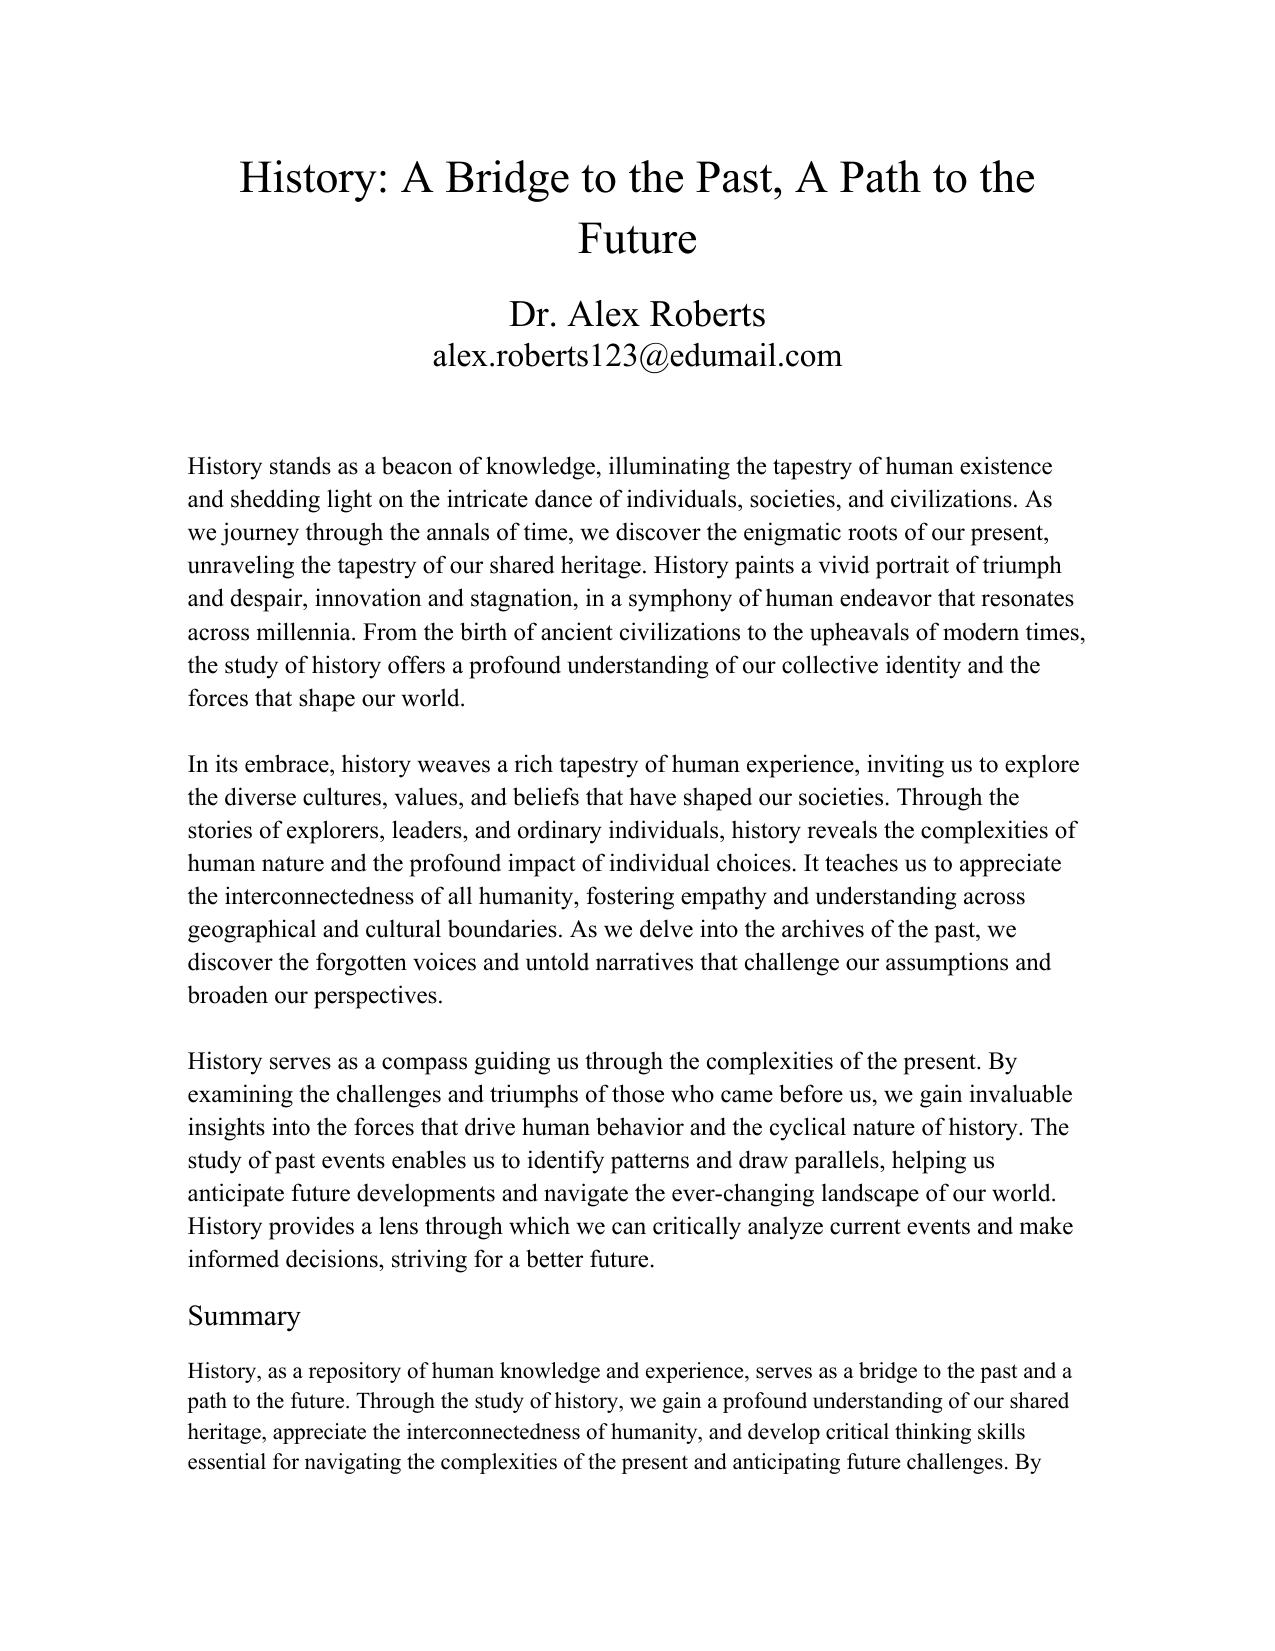 History: A Bridge to the Past, A Path to the
Future
Dr. Alex Roberts
alex.roberts123@edumail.com
History stands as a beacon of knowledge, illuminating the tapestry of human existence
and shedding light on the intricate dance of individuals, societies, and civilizations. As
we journey through the annals of time, we discover the enigmatic roots of our present,
unraveling the tapestry of our shared heritage. History paints a vivid portrait of triumph
and despair, innovation and stagnation, in a symphony of human endeavor that resonates
across millennia. From the birth of ancient civilizations to the upheavals of modern times,
the study of history offers a profound understanding of our collective identity and the
forces that shape our world.
In its embrace, history weaves a rich tapestry of human experience, inviting us to explore
the diverse cultures, values, and beliefs that have shaped our societies. Through the
stories of explorers, leaders, and ordinary individuals, history reveals the complexities of
human nature and the profound impact of individual choices. It teaches us to appreciate
the interconnectedness of all humanity, fostering empathy and understanding across
geographical and cultural boundaries. As we delve into the archives of the past, we
discover the forgotten voices and untold narratives that challenge our assumptions and
broaden our perspectives.
History serves as a compass guiding us through the complexities of the present. By
examining the challenges and triumphs of those who came before us, we gain invaluable
insights into the forces that drive human behavior and the cyclical nature of history. The
study of past events enables us to identify patterns and draw parallels, helping us
anticipate future developments and navigate the ever-changing landscape of our world.
History provides a lens through which we can critically analyze current events and make
informed decisions, striving for a better future.
Summary
History, as a repository of human knowledge and experience, serves as a bridge to the past and a
path to the future. Through the study of history, we gain a profound understanding of our shared
heritage, appreciate the interconnectedness of humanity, and develop critical thinking skills
essential for navigating the complexities of the present and anticipating future challenges. By